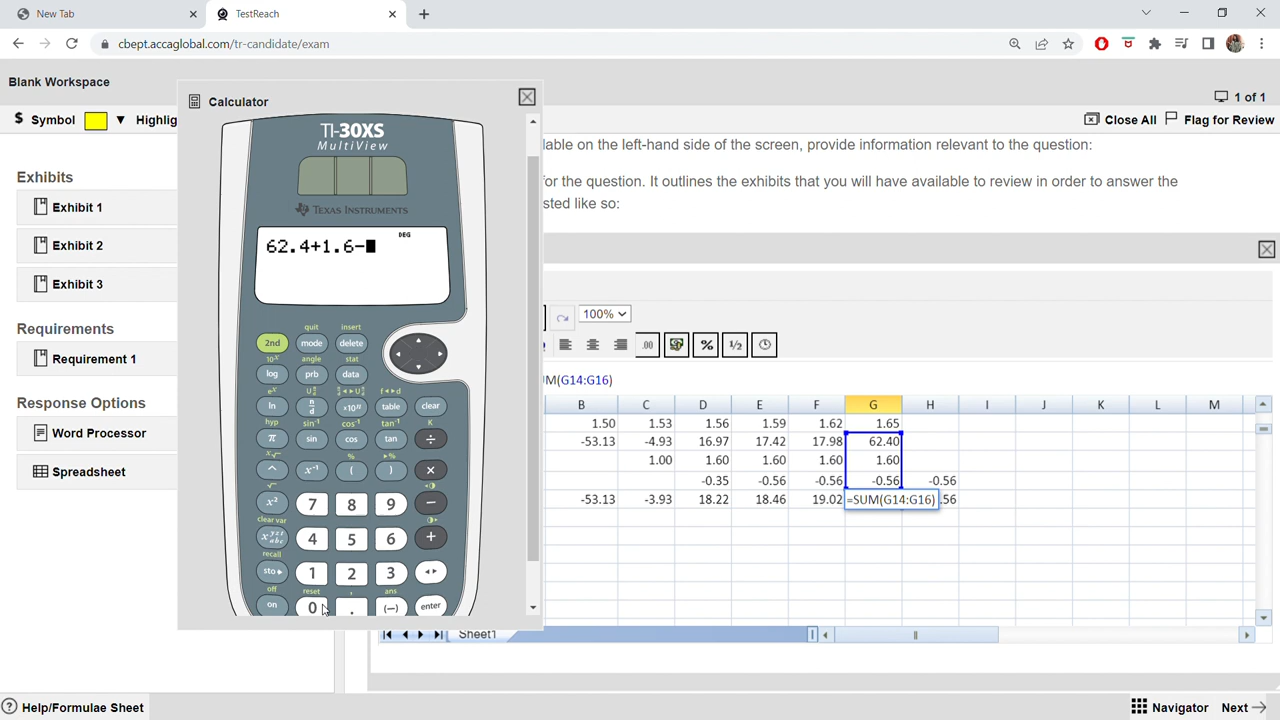 New Tab
TestReach
cbept.accaglobal.com/tr-candidate/exam
Blank Workspace
1 of 1
$ Symbol
Highlig
Close All
Flag for Review
Calculator
lable on the left-hand side of the screen, provide information relevant to the question:
for the question. It outlines the exhibits that you will have available to review in order to answer the
sted like so:
Exhibits
Exhibit 1
Exhibit 2
Exhibit 3
Requirements
Requirement 1
Response Options
Word Processor
Spreadsheet
TI-30XS
MultiView
TEXAS INSTRUMENTS
DEG
62.4+1.6-
quit insert
2nd mode delete
10ˣ angle stat
log prb data
eˣ f◄►d
ln n/d ×10ⁿ table clear
hyp sin⁻¹ cos⁻¹ tan⁻¹ K
π sin cos tan ÷
ˣ√ % ►%
^ x⁻¹ ( ) ×
√
x² 7 8 9 −
clear var
x yzt abc 4 5 6 +
recall
sto► 1 2 3 ◄►
off reset , ans
on 0 . (−) enter
100%
.00 % ½
UM(G14:G16)
B C D E F G H I J K L M
1.50 1.53 1.56 1.59 1.62 1.65
-53.13 -4.93 16.97 17.42 17.98 62.40
1.00 1.60 1.60 1.60 1.60
-0.35 -0.56 -0.56 -0.56 -0.56
-53.13 -3.93 18.22 18.46 19.02 =SUM(G14:G16) .56
Sheet1
Help/Formulae Sheet
Navigator
Next